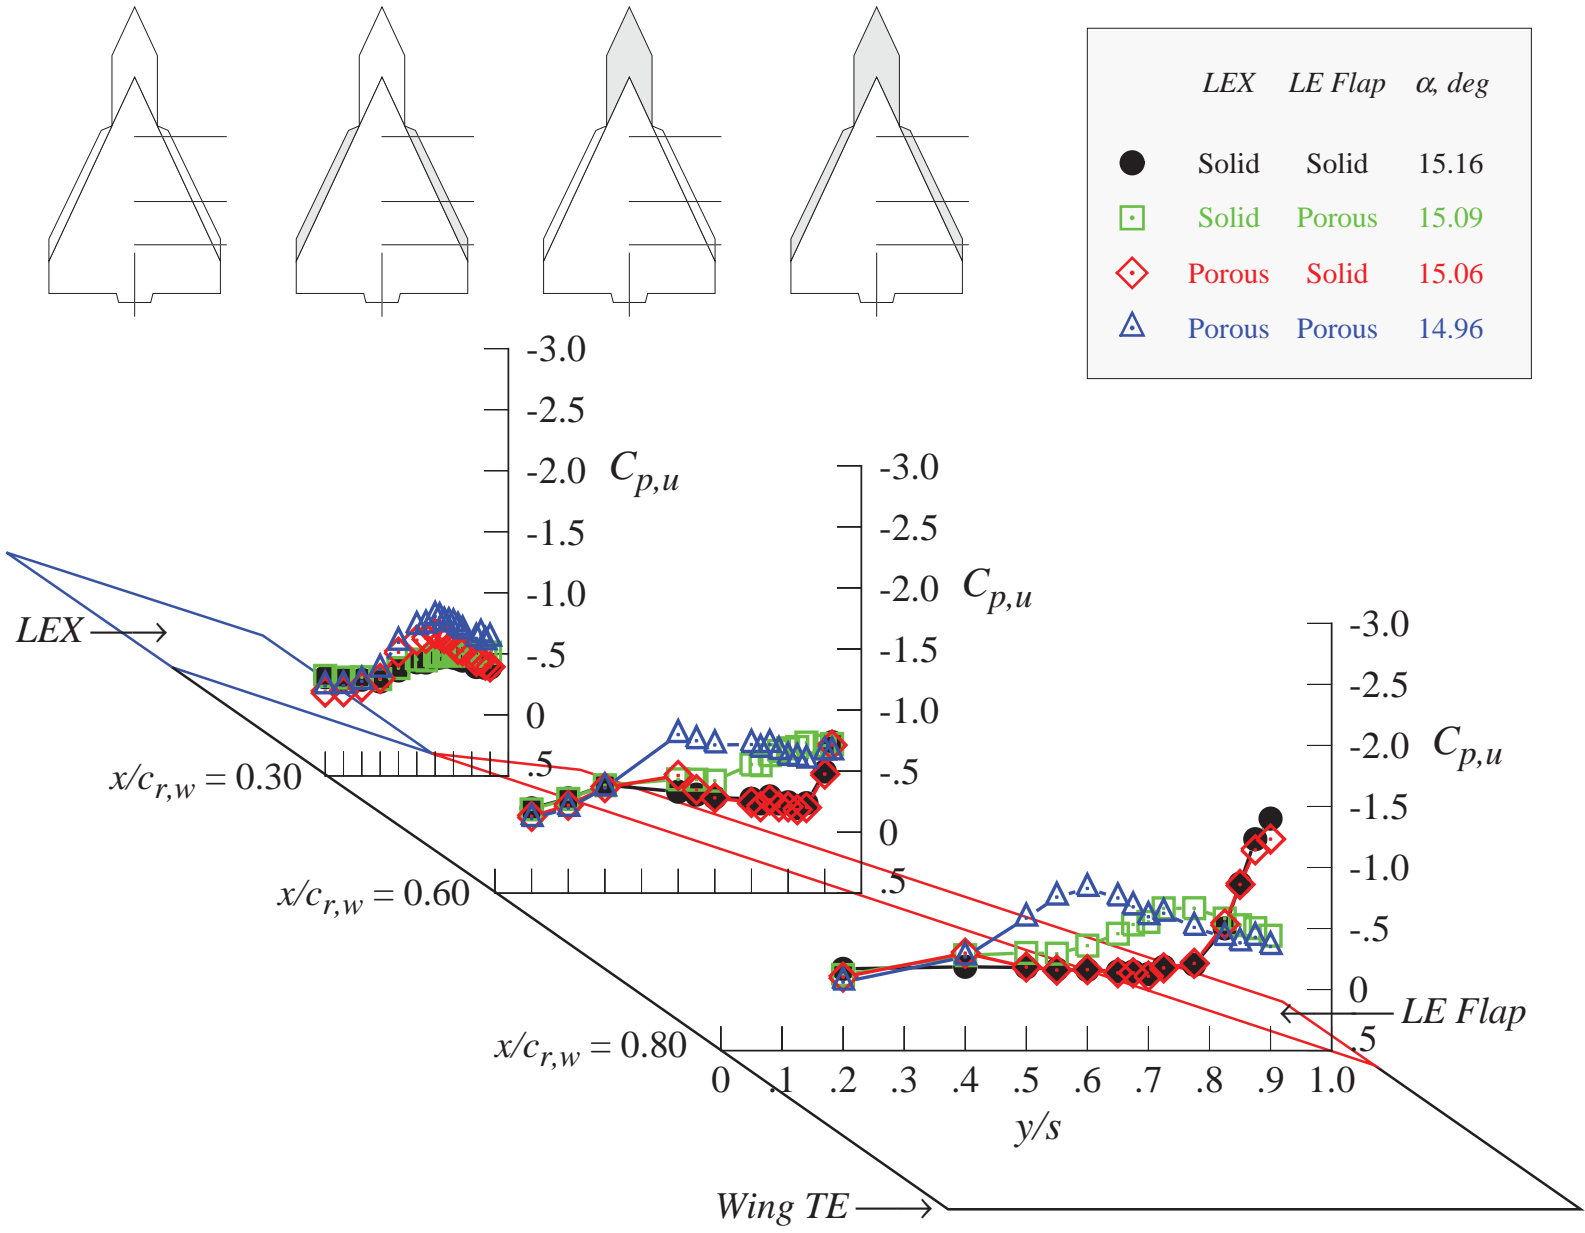 LEX LE Flap α, deg
Solid Solid 15.16
Solid Porous 15.09
Porous Solid 15.06
Porous Porous 14.96
-3.0
-2.5
-2.0 Cp,u
-1.5
-1.0
-.5
0
.5
-3.0
-2.5
-2.0 Cp,u
-1.5
-1.0
-.5
0
.5
-3.0
-2.5
-2.0 Cp,u
-1.5
-1.0
-.5
0
.5
LEX
x/cr,w = 0.30
x/cr,w = 0.60
x/cr,w = 0.80
LE Flap
0 .1 .2 .3 .4 .5 .6 .7 .8 .9 1.0
y/s
Wing TE